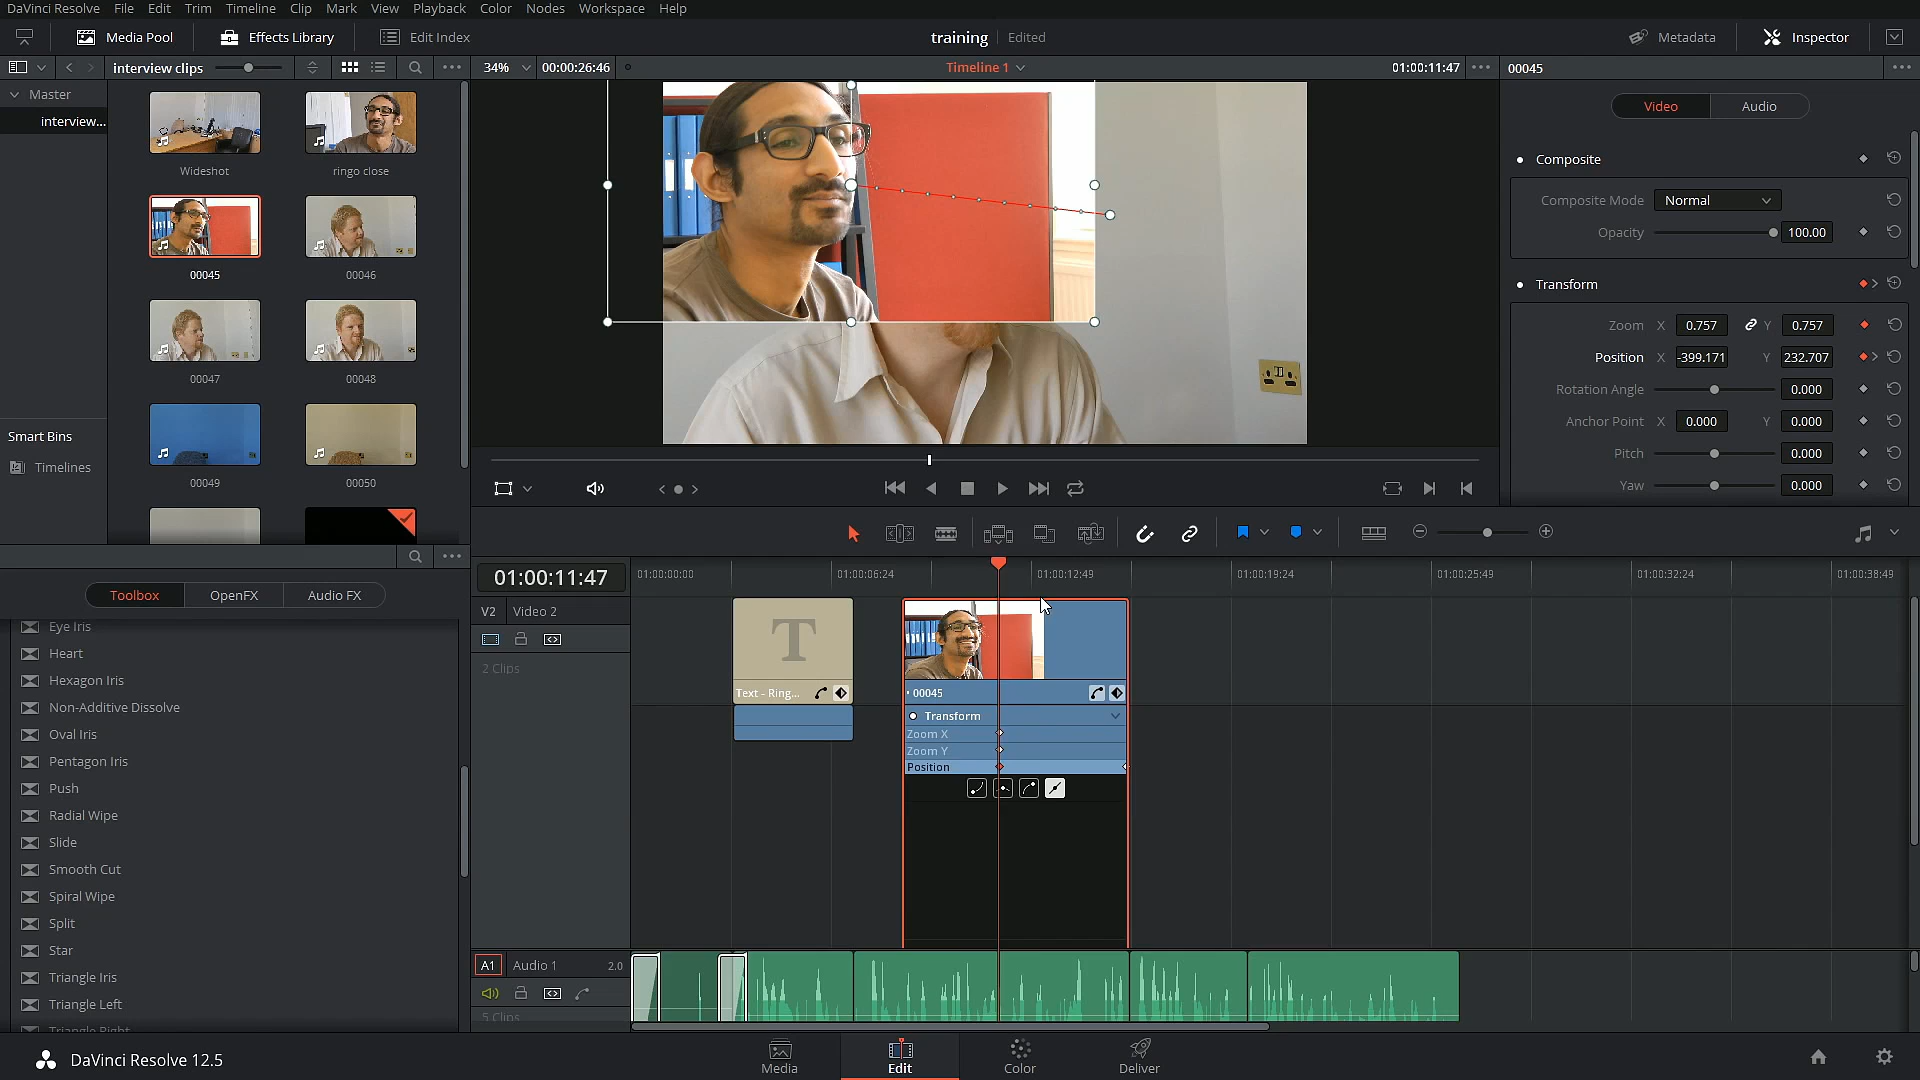 DaVinci Resolve File Edit Trim Timeline Clip Mark View Playback Color Nodes Workspace Help
Media Pool Effects Library Edit Index training Edited Metadata Inspector
interview clips 34% 00:00:26:46 Timeline 1 01:00:11:47 00045
Master
interview...
Wideshot ringo close
00045 00046
00047 00048
00049 00050
Smart Bins
Timelines
Video Audio
Composite
Composite Mode Normal
Opacity 100.00
Transform
Zoom X 0.757 Y 0.757
Position X -399.171 Y 232.707
Rotation Angle 0.000
Anchor Point X 0.000 Y 0.000
Pitch 0.000
Yaw 0.000
Toolbox OpenFX Audio FX
Eye Iris
Heart
Hexagon Iris
Non-Additive Dissolve
Oval Iris
Pentagon Iris
Push
Radial Wipe
Slide
Smooth Cut
Spiral Wipe
Split
Star
Triangle Iris
Triangle Left
Triangle Right
01:00:11:47 01:00:00:00 01:00:06:24 01:00:12:49 01:00:19:24 01:00:25:49 01:00:32:24 01:00:38:49
V2 Video 2
2 Clips
T
Text - Ring... 00045
Transform
Zoom X
Zoom Y
Position
A1 Audio 1 2.0
5 Clips
DaVinci Resolve 12.5 Media Edit Color Deliver